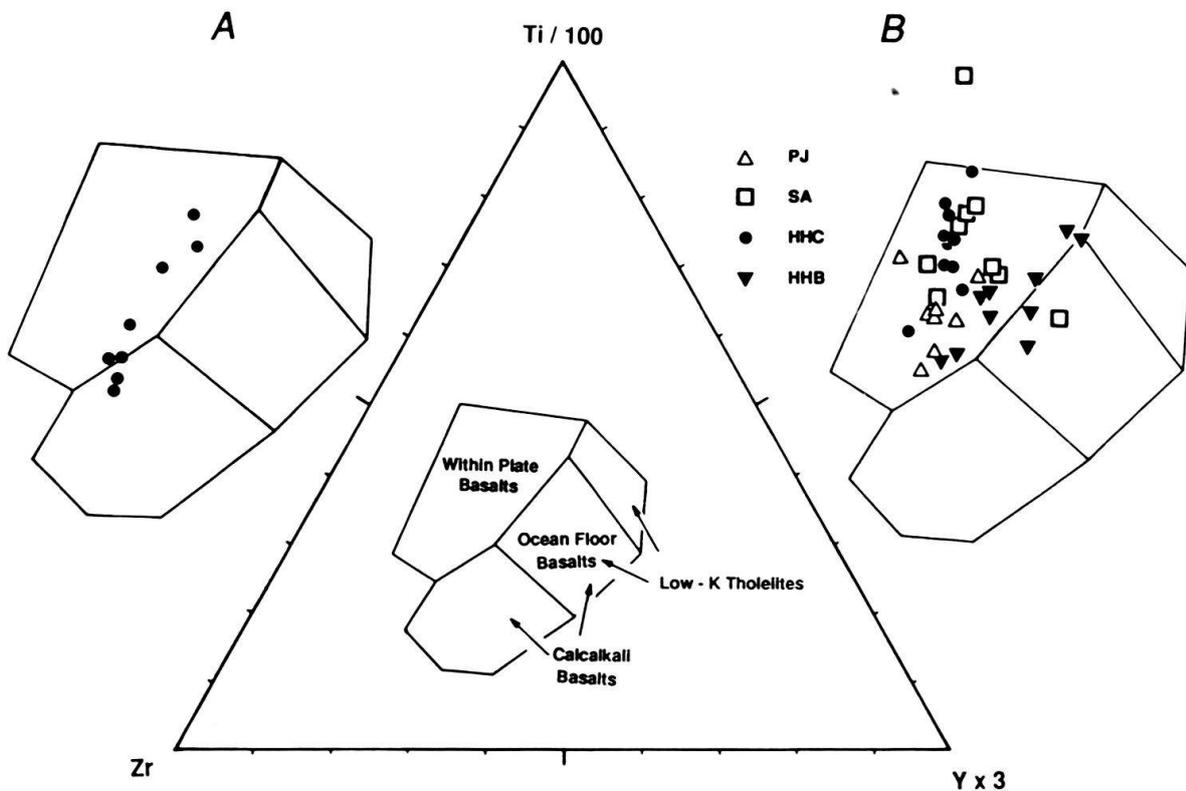 A
Ti / 100
B
PJ
SA
HHC
HHB
Within Plate
Basalts
Ocean Floor
Basalts
Low - K Tholeiites
Calcalkali
Basalts
Zr
Y x 3